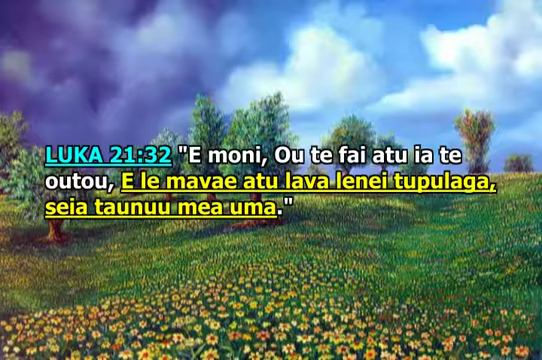 LUKA 21:32 "E moni, Ou te fai atu ia te
outou, E le mavae atu lava lenei tupulaga,
seia taunuu mea uma."